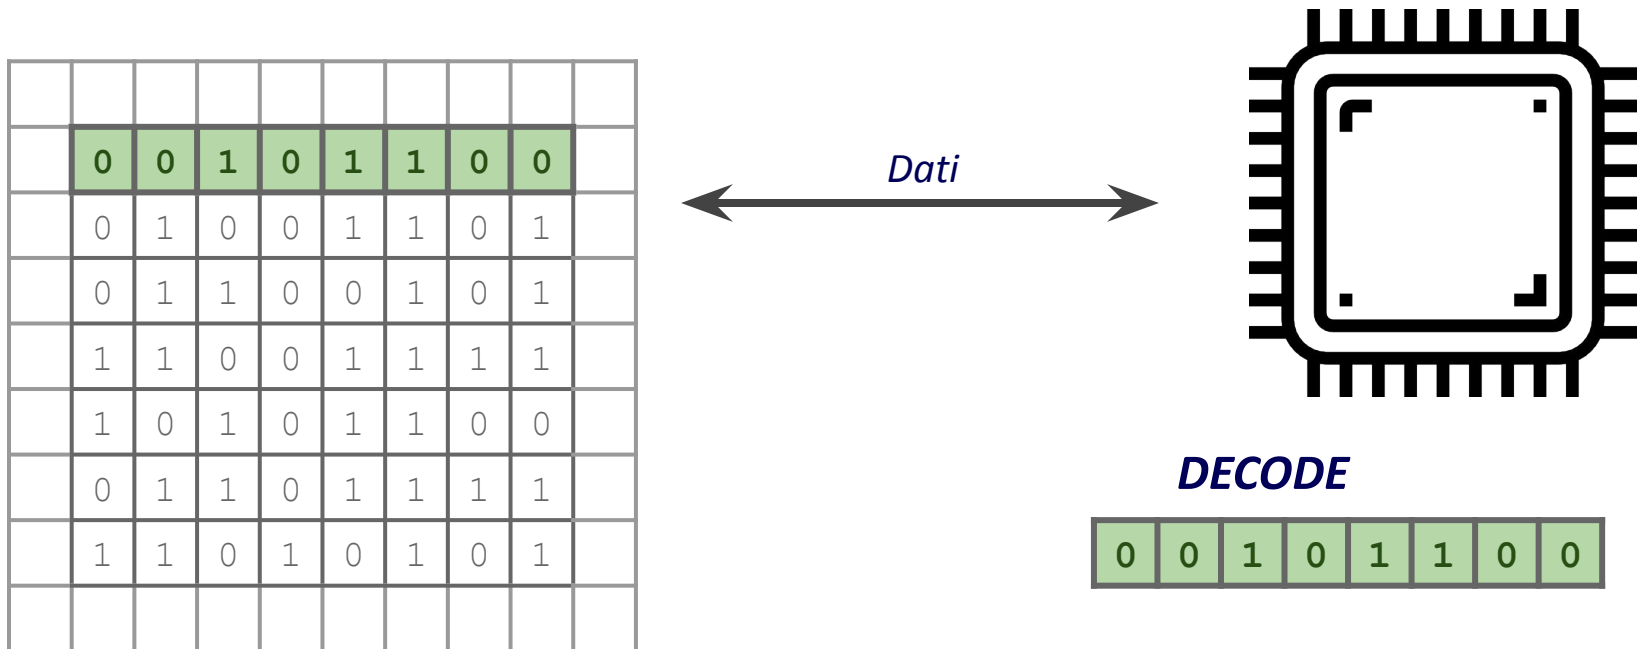 0 0 1 0 1 1 0 0
0 1 0 0 1 1 0 1
0 1 1 0 0 1 0 1
1 1 0 0 1 1 1 1
1 0 1 0 1 1 0 0
0 1 1 0 1 1 1 1
1 1 0 1 0 1 0 1
Dati
DECODE
0 0 1 0 1 1 0 0